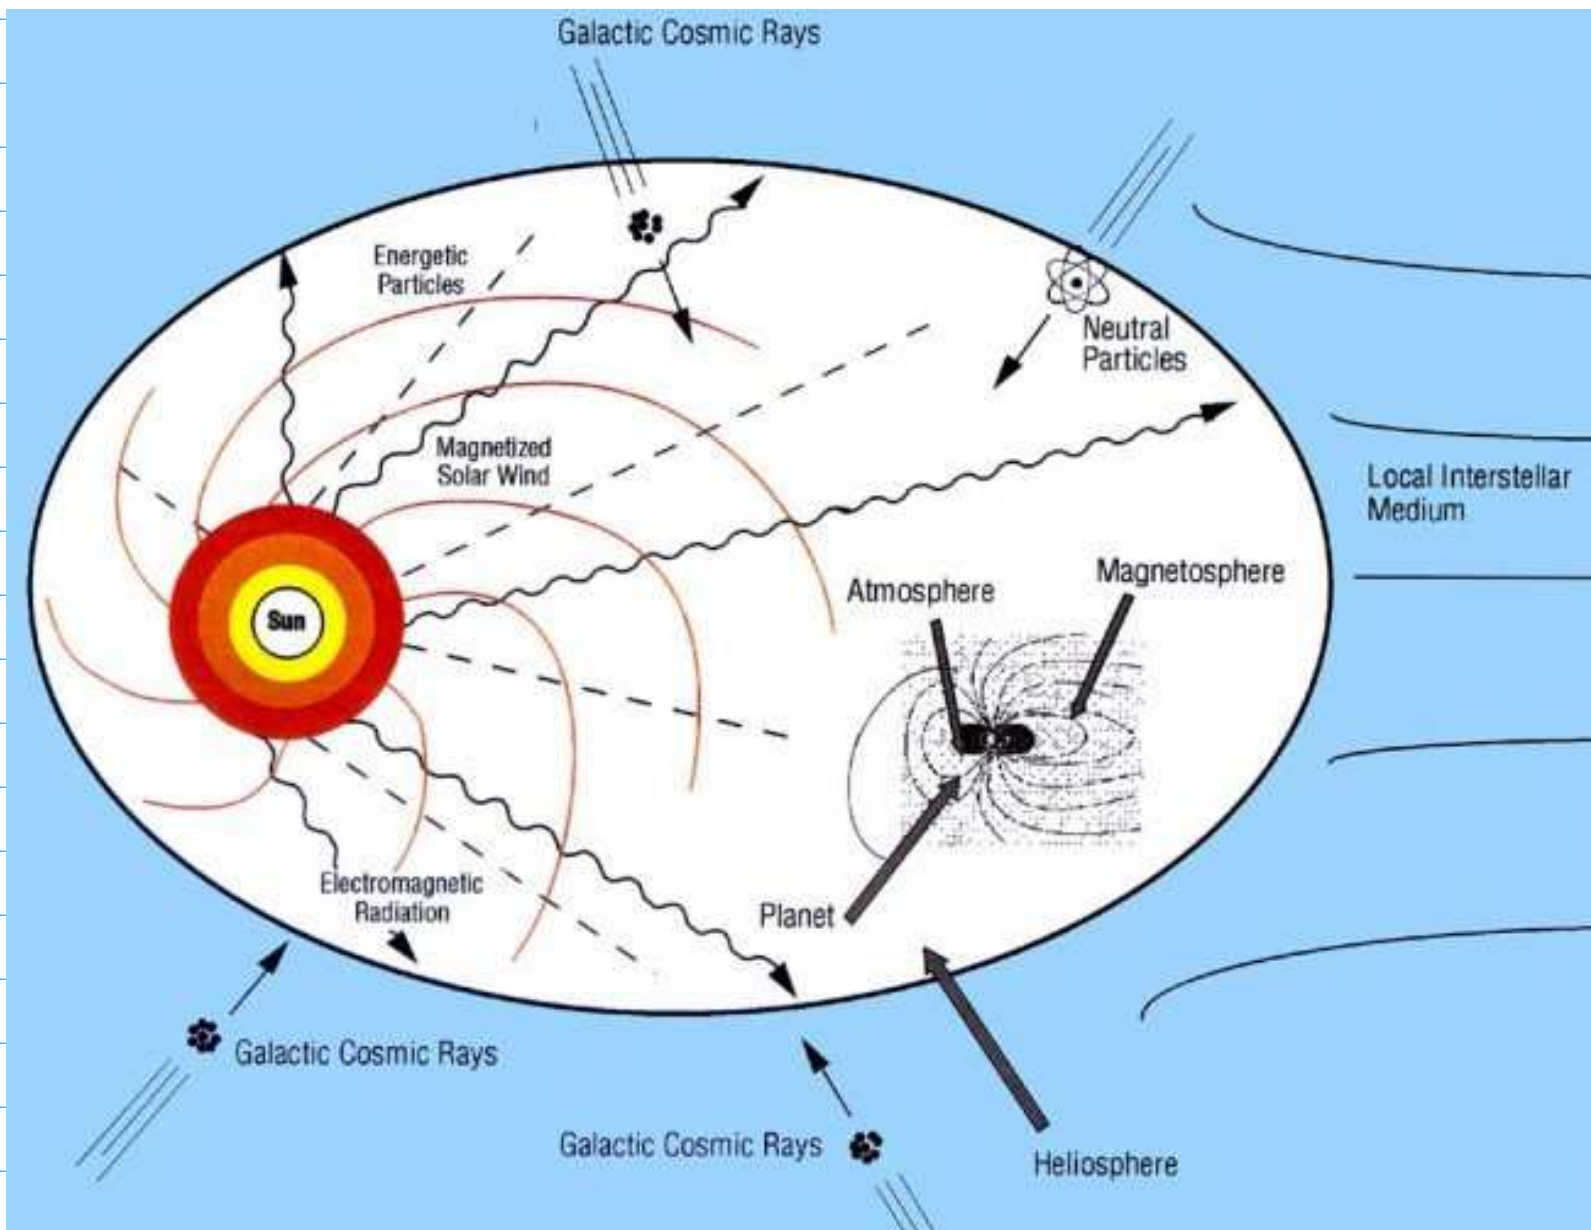 Galactic Cosmic Rays
Energetic
Particles
Neutral
Particles
Magnetized
Solar Wind
Local Interstellar
Medium
Atmosphere
Magnetosphere
Sun
Electromagnetic
Radiation
Planet
Galactic Cosmic Rays
Galactic Cosmic Rays
Heliosphere